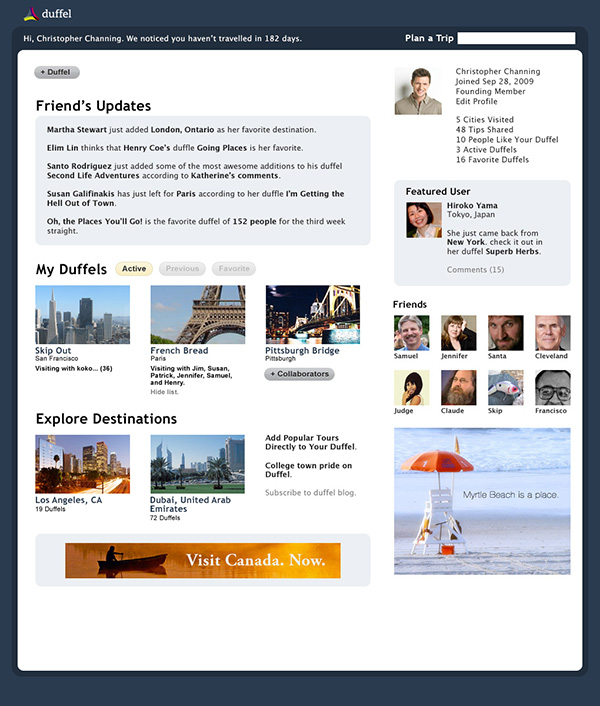 duffel
Hi, Christopher Channing. We noticed you haven't travelled in 182 days.
Plan a Trip
+ Duffel
Friend's Updates
Martha Stewart just added London, Ontario as her favorite destination.
Elim Lin thinks that Henry Coe's duffle Going Places is her favorite.
Santo Rodriguez just added some of the most awesome additions to his duffel
Second Life Adventures according to Katherine's comments.
Susan Galifinakis has just left for Paris according to her duffle I'm Getting the
Hell Out of Town.
Oh, the Places You'll Go! is the favorite duffel of 152 people for the third week
straight.
My Duffels
Active
Previous
Favorite
Skip Out
San Francisco
Visiting with koko... (36)
French Bread
Paris
Visiting with Jim, Susan,
Patrick, Jennifer, Samuel,
and Henry.
Hide list.
Pittsburgh Bridge
Pittsburgh
+ Collaborators
Explore Destinations
Los Angeles, CA
19 Duffels
Dubai, United Arab
Emirates
72 Duffels
Add Popular Tours
Directly to Your Duffel.
College town pride on
Duffel.
Subscribe to duffel blog.
Visit Canada. Now.
Christopher Channing
Joined Sep 28, 2009
Founding Member
Edit Profile
5 Cities Visited
48 Tips Shared
10 People Like Your Duffel
3 Active Duffels
16 Favorite Duffels
Featured User
Hiroko Yama
Tokyo, Japan
She just came back from
New York. check it out in
her duffel Superb Herbs.
Comments (15)
Friends
Samuel
Jennifer
Santa
Cleveland
Judge
Claude
Skip
Francisco
Myrtle Beach is a place.